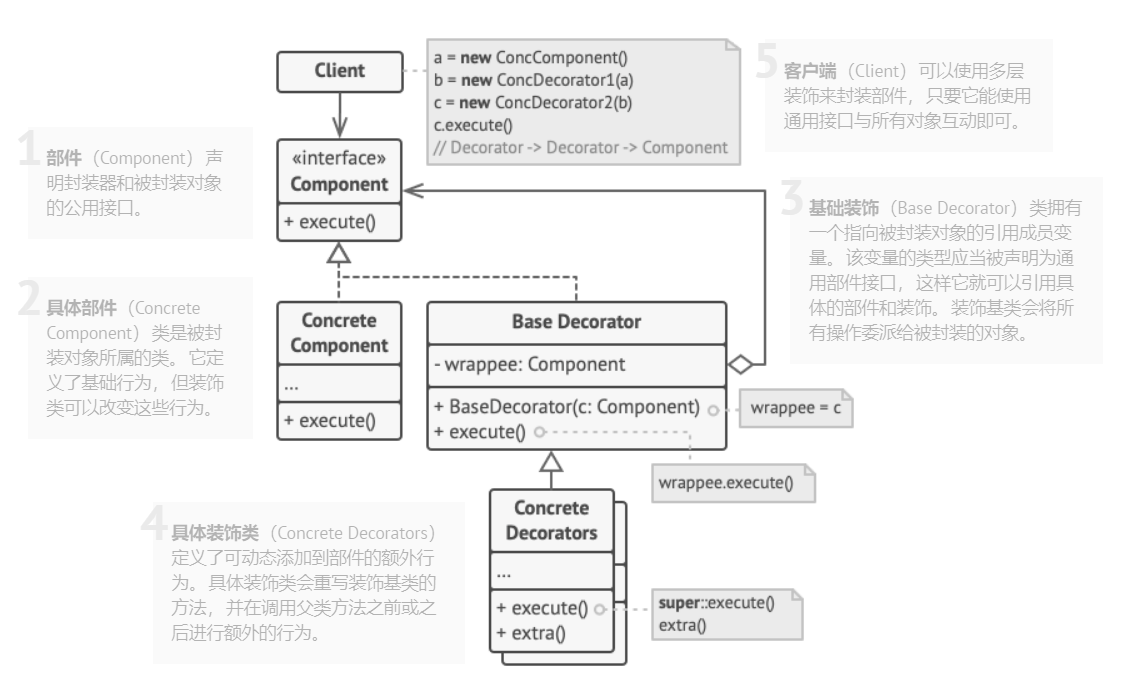 Client
a = new ConcComponent()
b = new ConcDecorator1(a)
c = new ConcDecorator2(b)
c.execute()
// Decorator -> Decorator -> Component
5
客户端（Client）可以使用多层
装饰来封装部件，只要它能使用
通用接口与所有对象互动即可。
1
部件（Component）声
明封装器和被封装对象
的公用接口。
«interface»
Component
+ execute()
3
基础装饰（Base Decorator）类拥有
一个指向被封装对象的引用成员变
量。该变量的类型应当被声明为通
用部件接口，这样它就可以引用具
体的部件和装饰。装饰基类会将所
有操作委派给被封装的对象。
2
具体部件（Concrete
Component）类是被封
装对象所属的类。它定
义了基础行为，但装饰
类可以改变这些行为。
Concrete
Component
...
+ execute()
Base Decorator
- wrappee: Component
+ BaseDecorator(c: Component)
+ execute()
wrappee = c
wrappee.execute()
4
具体装饰类（Concrete Decorators）
定义了可动态添加到部件的额外行
为。具体装饰类会重写装饰基类的
方法，并在调用父类方法之前或之
后进行额外的行为。
Concrete
Decorators
...
+ execute()
+ extra()
super::execute()
extra()